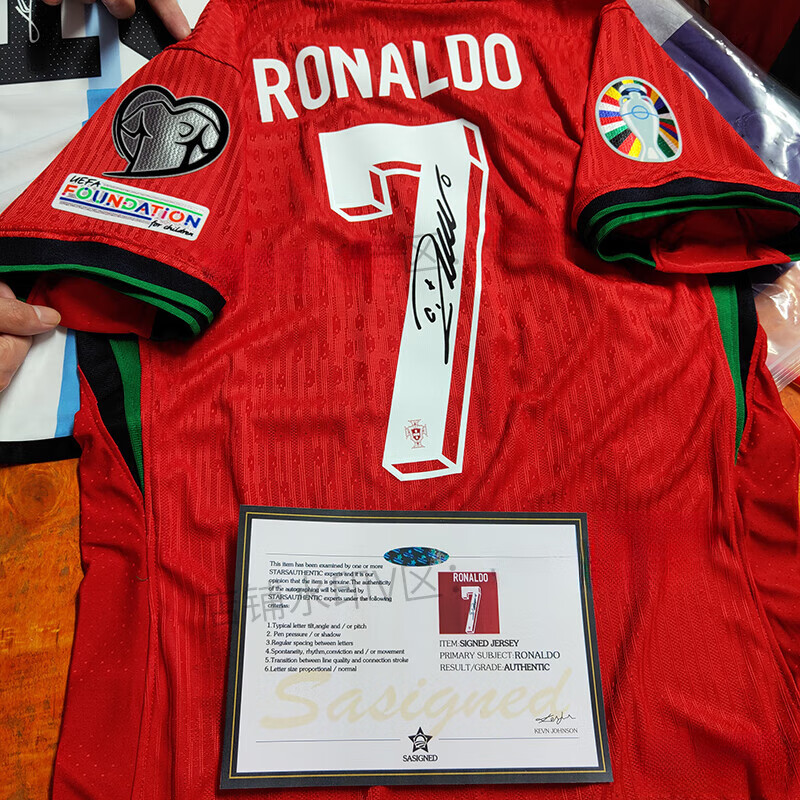 RONALDO
7
UEFA
FOUNDATION
for children
This item has been examined by one or more
STARSAUTHENTIC experts and it is our
opinion that the item is genuine.The authenticity
of the autographing will be verified by
STARSAUTHENTIC experts under the following
criterias:
1.Typical letter tilt,angle and / or pitch
2. Pen pressure / or shadow
3.Regular spacing between letters
4.Spontaneity, rhythm,conviction and / or movement
5.Transition between line quality and connection stroke
6.Letter size proportional / normal
RONALDO
7
ITEM:SIGNED JERSEY
PRIMARY SUBJECT:RONALDO
RESULT/GRADE:AUTHENTIC
Sasigned
KEVN JOHNSON
SASIGNED